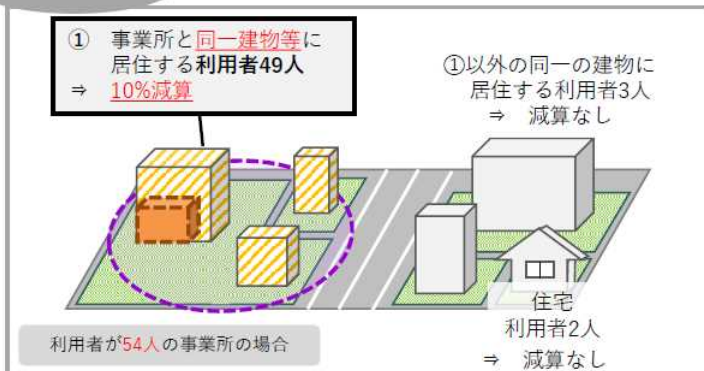 ① 事業所と同一建物等に
居住する利用者49人
⇒ 10%減算
①以外の同一の建物に
居住する利用者3人
⇒ 減算なし
住宅
利用者2人
⇒ 減算なし
利用者が54人の事業所の場合